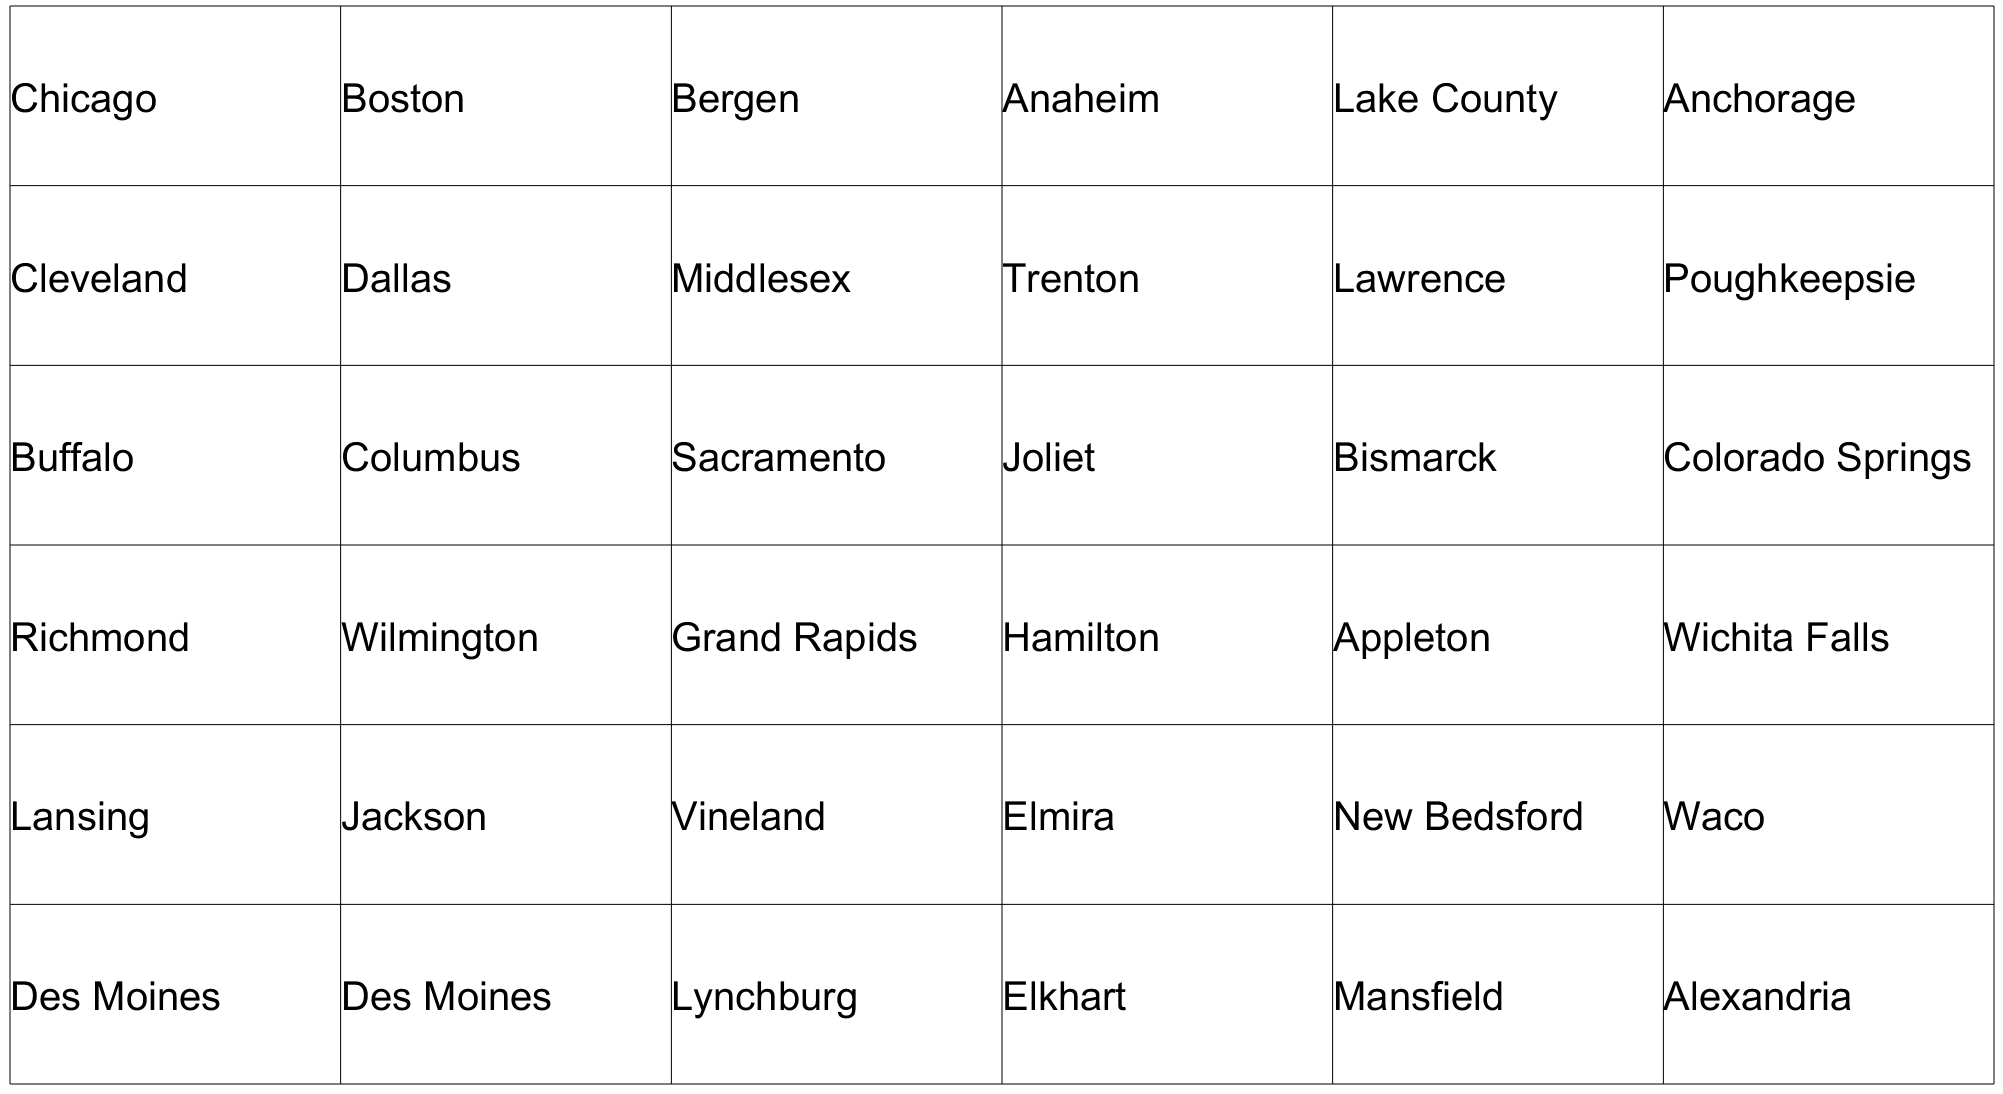 Chicago Boston Bergen Anaheim Lake County Anchorage
Cleveland Dallas Middlesex Trenton Lawrence Poughkeepsie
Buffalo Columbus Sacramento Joliet Bismarck Colorado Springs
Richmond Wilmington Grand Rapids Hamilton Appleton Wichita Falls
Lansing Jackson Vineland Elmira New Bedsford Waco
Des Moines Des Moines Lynchburg Elkhart Mansfield Alexandria